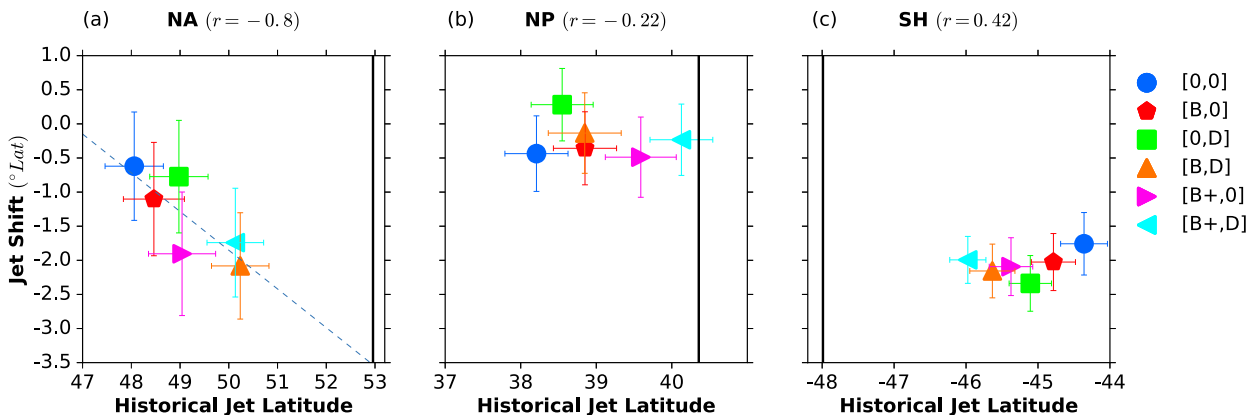 (a) NA (r = −0.8)
(b) NP (r = −0.22)
(c) SH (r = 0.42)
Jet Shift (°Lat)
1.0
0.5
0.0
-0.5
-1.0
-1.5
-2.0
-2.5
-3.0
-3.5
47 48 49 50 51 52 53
Historical Jet Latitude
37 38 39 40
Historical Jet Latitude
-48 -47 -46 -45 -44
Historical Jet Latitude
[0,0]
[B,0]
[0,D]
[B,D]
[B+,0]
[B+,D]